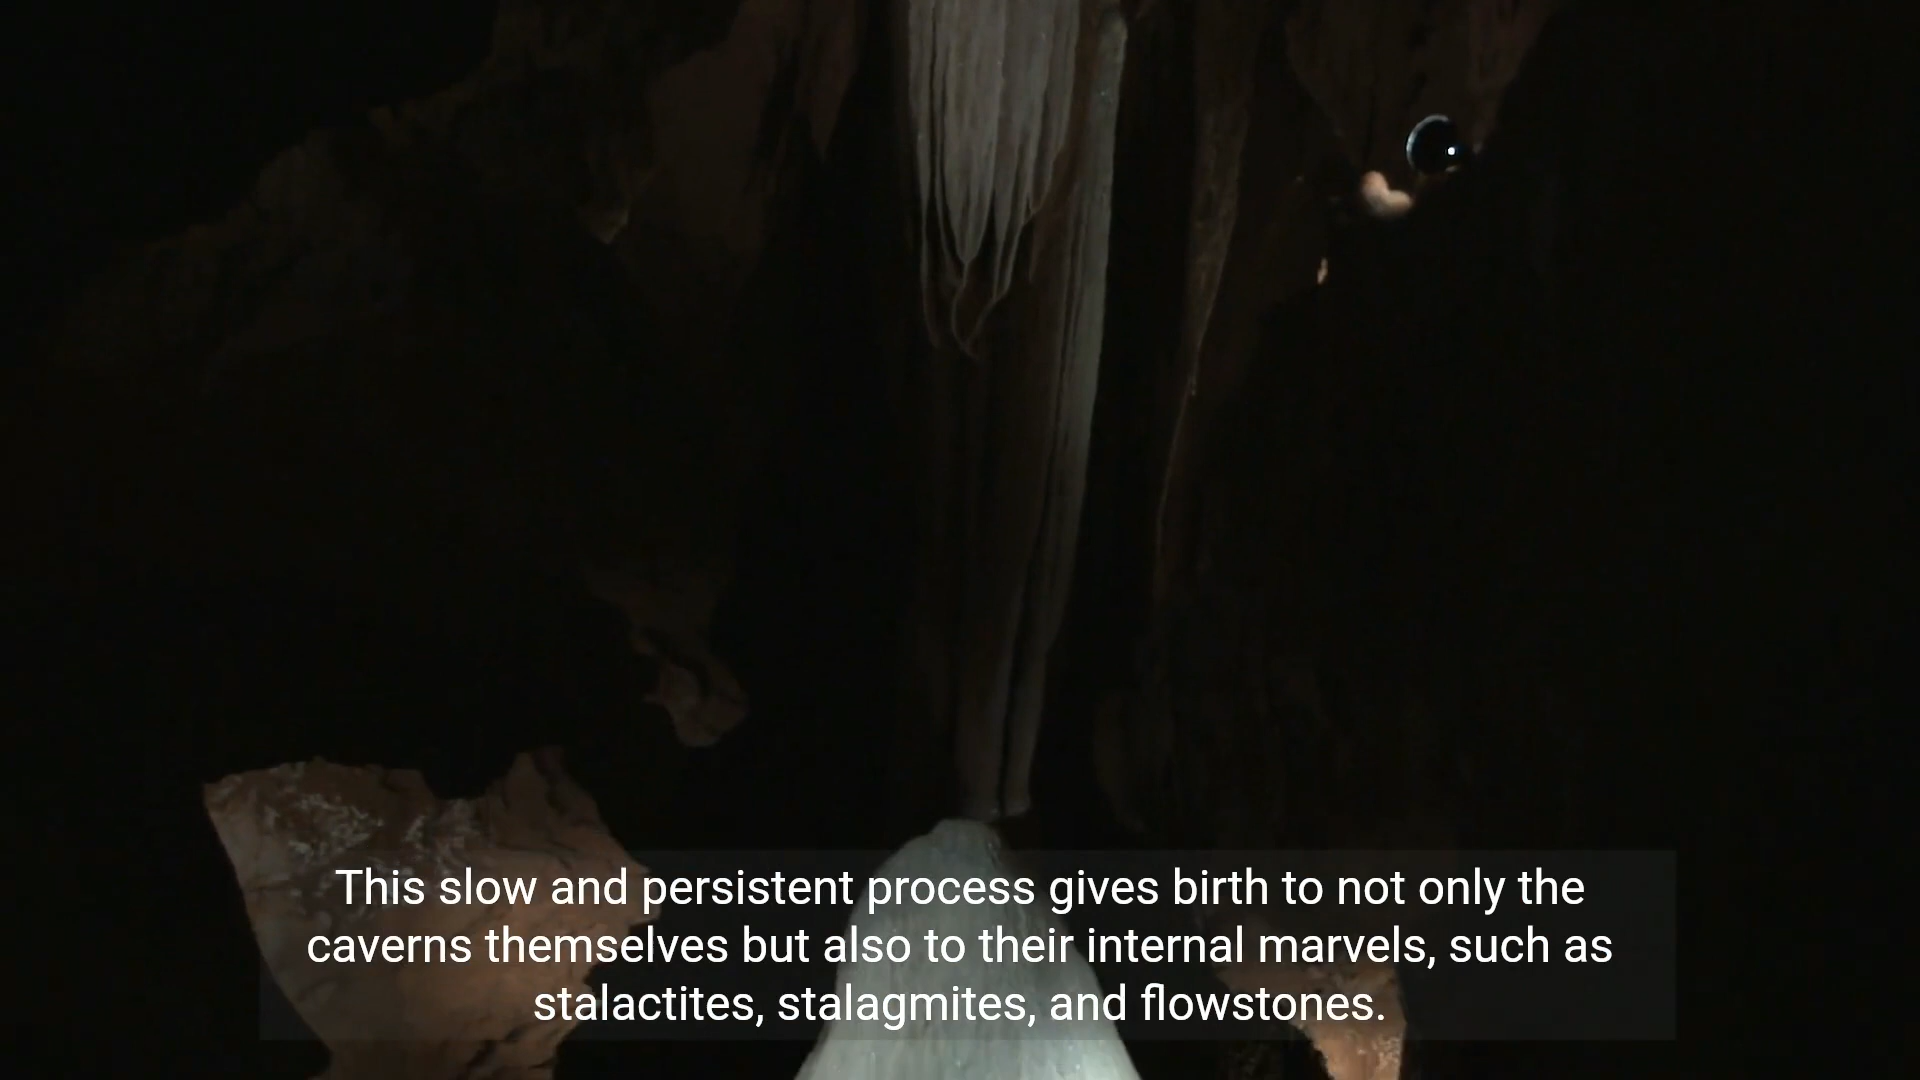 This slow and persistent process gives birth to not only the
caverns themselves but also to their internal marvels, such as
stalactites, stalagmites, and flowstones.